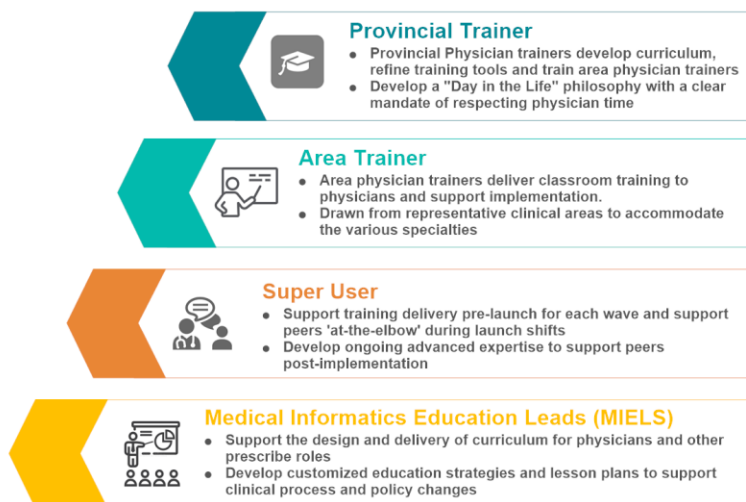 Provincial Trainer
• Provincial Physician trainers develop curriculum,
refine training tools and train area physician trainers
• Develop a "Day in the Life" philosophy with a clear
mandate of respecting physician time
Area Trainer
• Area physician trainers deliver classroom training to
physicians and support implementation.
• Drawn from representative clinical areas to accommodate
the various specialties
Super User
• Support training delivery pre-launch for each wave and support
peers 'at-the-elbow' during launch shifts
• Develop ongoing advanced expertise to support peers
post-implementation
Medical Informatics Education Leads (MIELS)
• Support the design and delivery of curriculum for physicians and other
prescribe roles
• Develop customized education strategies and lesson plans to support
clinical process and policy changes